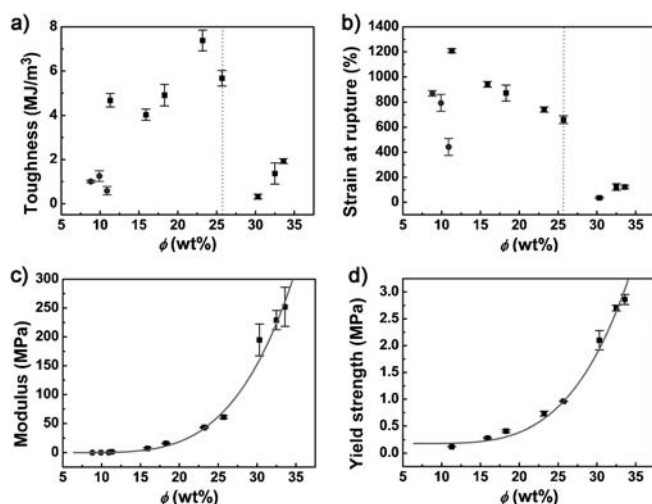 a)
Toughness (MJ/m³)
8
6
4
2
0
5 10 15 20 25 30 35
ϕ (wt%)
b)
Strain at rupture (%)
1400
1200
1000
800
600
400
200
0
5 10 15 20 25 30 35
ϕ (wt%)
c)
Modulus (MPa)
300
250
200
150
100
50
0
5 10 15 20 25 30 35
ϕ (wt%)
d)
Yield strength (MPa)
3.0
2.5
2.0
1.5
1.0
0.5
0.0
5 10 15 20 25 30 35
ϕ (wt%)